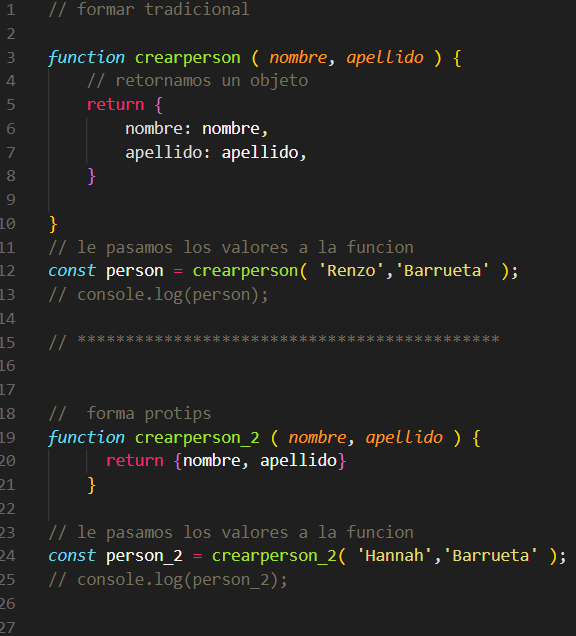 1 // formar tradicional
2
3 function crearperson ( nombre, apellido ) {
4 // retornamos un objeto
5 return {
6 nombre: nombre,
7 apellido: apellido,
8 }
9
10 }
11 // le pasamos los valores a la funcion
12 const person = crearperson( 'Renzo','Barrueta' );
13 // console.log(person);
14
15 // ********************************************
16
17
18 //  forma protips
19 function crearperson_2 ( nombre, apellido ) {
20 return {nombre, apellido}
21 }
22
23 // le pasamos los valores a la funcion
24 const person_2 = crearperson_2( 'Hannah','Barrueta' );
25 // console.log(person_2);
26
27